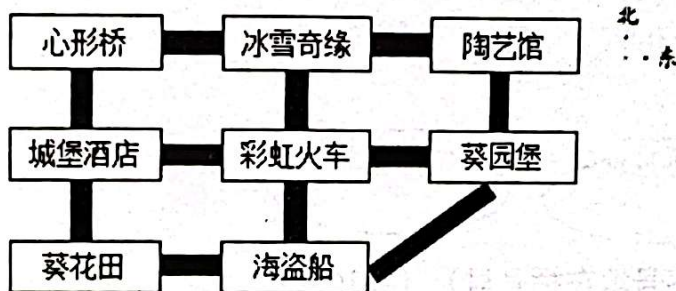 北
心形桥 冰雪奇缘 陶艺馆
东
城堡酒店 彩虹火车 葵园堡
葵花田 海盗船